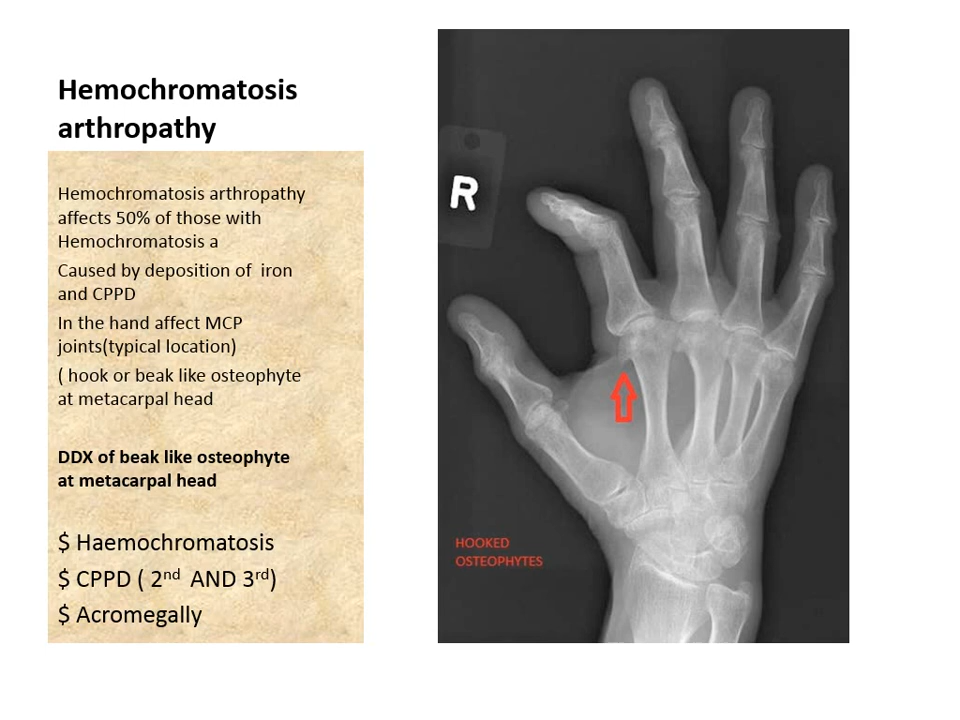 Hemochromatosis
arthropathy
Hemochromatosis arthropathy
affects 50% of those with
Hemochromatosis a
Caused by deposition of  iron
and CPPD
In the hand affect MCP
joints(typical location)
( hook or beak like osteophyte
at metacarpal head
DDX of beak like osteophyte
at metacarpal head
$ Haemochromatosis
$ CPPD ( 2nd  AND 3rd)
$ Acromegally
R
HOOKED
OSTEOPHYTES